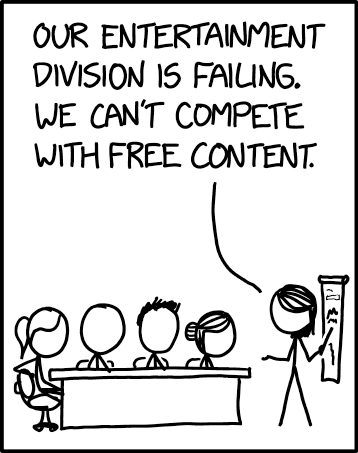 OUR ENTERTAINMENT
DIVISION IS FAILING.
WE CAN'T COMPETE
WITH FREE CONTENT.